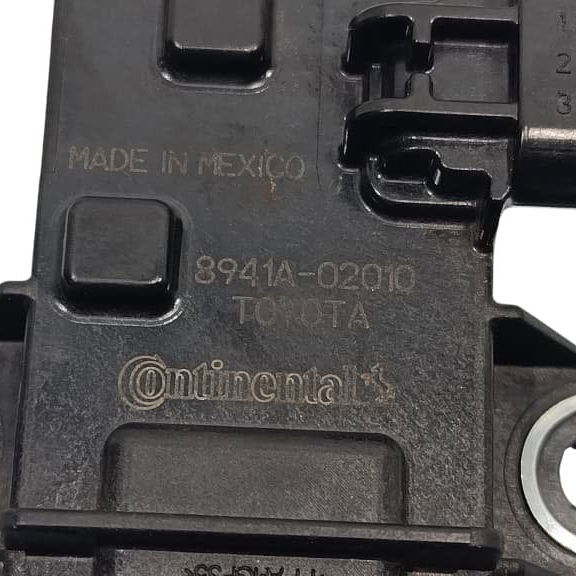 1
2
3
MADE IN MEXICO
8941A-02010
TOYOTA
Continental